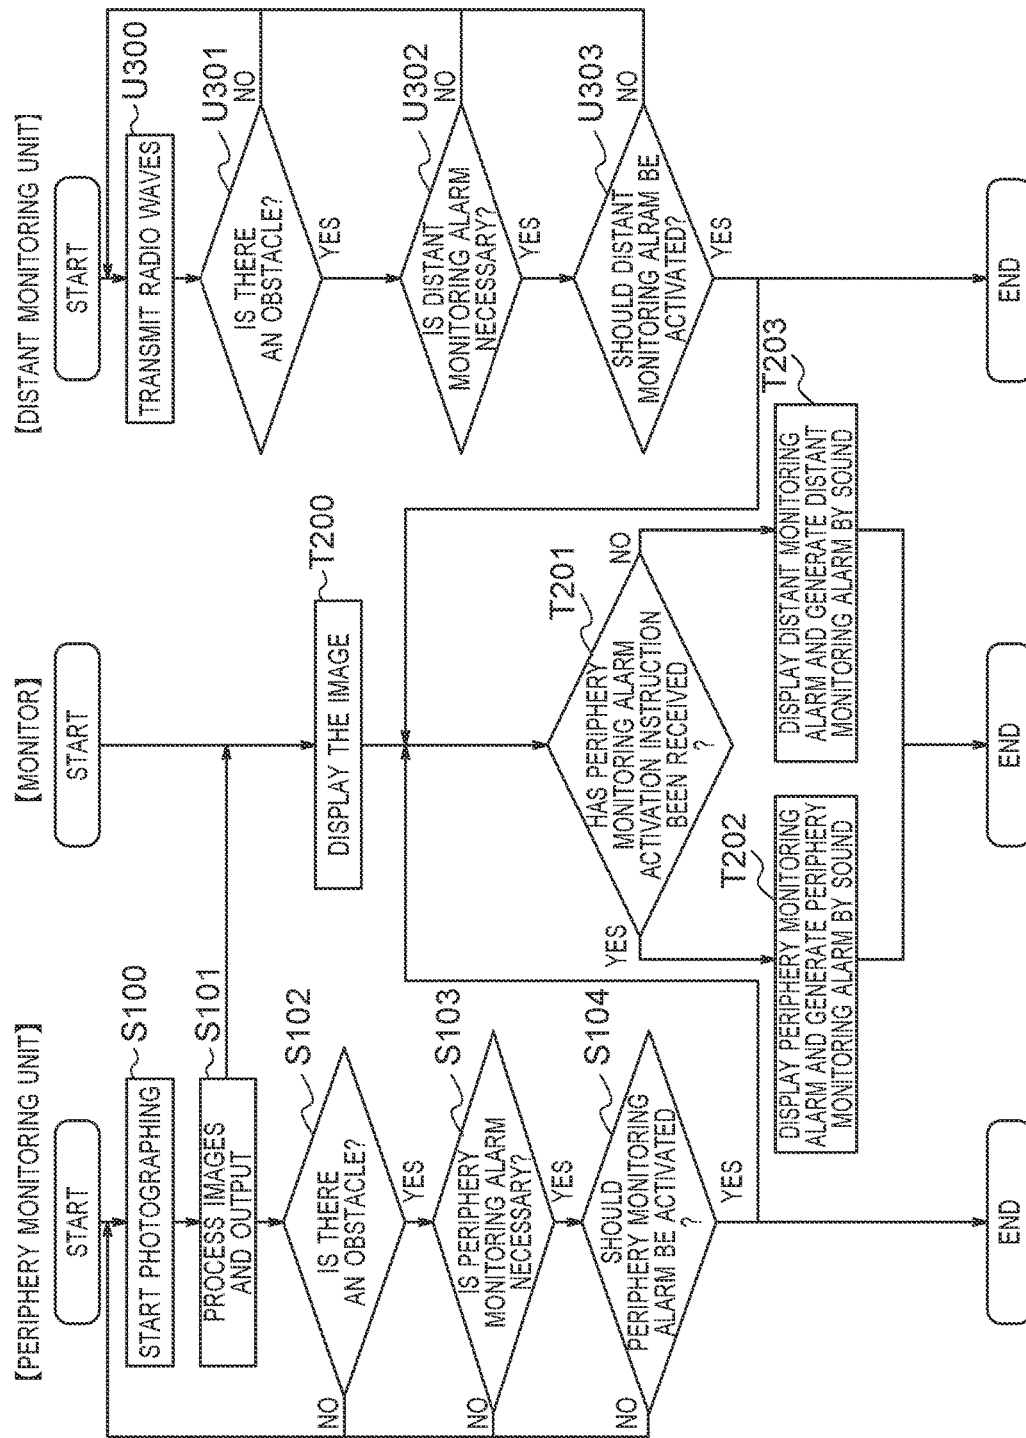 [PERIPHERY MONITORING UNIT]
START
START PHOTOGRAPHING
S100
PROCESS IMAGES
AND OUTPUT
S101
IS THERE
AN OBSTACLE?
S102
NO
YES
IS PERIPHERY
MONITORING ALARM
NECESSARY?
S103
NO
YES
SHOULD
PERIPHERY MONITORING
ALARM BE ACTIVATED
?
S104
NO
YES
END
[MONITOR]
START
DISPLAY THE IMAGE
T200
HAS PERIPHERY
MONITORING ALARM
ACTIVATION INSTRUCTION
BEEN RECEIVED
?
T201
YES
NO
DISPLAY PERIPHERY MONITORING
ALARM AND GENERATE PERIPHERY
MONITORING ALARM BY SOUND
T202
DISPLAY DISTANT MONITORING
ALARM AND GENERATE DISTANT
MONITORING ALARM BY SOUND
T203
END
[DISTANT MONITORING UNIT]
START
TRANSMIT RADIO WAVES
U300
IS THERE
AN OBSTACLE?
U301
NO
YES
IS DISTANT
MONITORING ALARM
NECESSARY?
U302
NO
YES
SHOULD DISTANT
MONITORING ALRAM BE
ACTIVATED?
U303
NO
YES
END